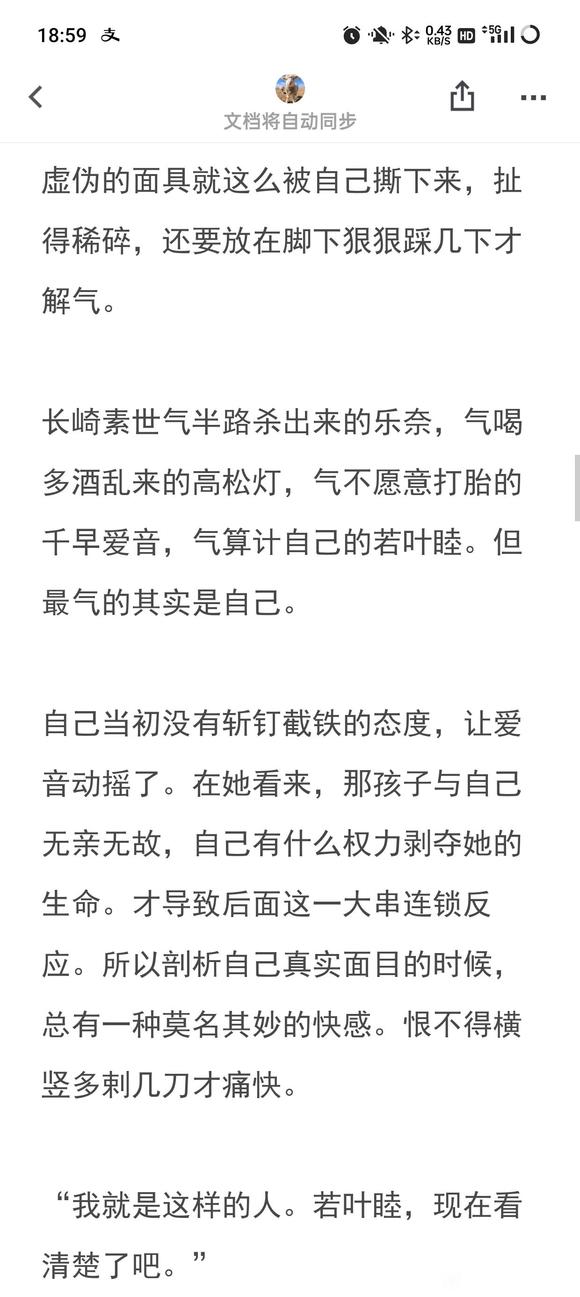 18:59 支
0.43 KB/S HD 5G
文档将自动同步
虚伪的面具就这么被自己撕下来，扯
得稀碎，还要放在脚下狠狠踩几下才
解气。
长崎素世气半路杀出来的乐奈，气喝
多酒乱来的高松灯，气不愿意打胎的
千早爱音，气算计自己的若叶睦。但
最气的其实是自己。
自己当初没有斩钉截铁的态度，让爱
音动摇了。在她看来，那孩子与自己
无亲无故，自己有什么权力剥夺她的
生命。才导致后面这一大串连锁反
应。所以剖析自己真实面目的时候，
总有一种莫名其妙的快感。恨不得横
竖多剌几刀才痛快。
“我就是这样的人。若叶睦，现在看
清楚了吧。”